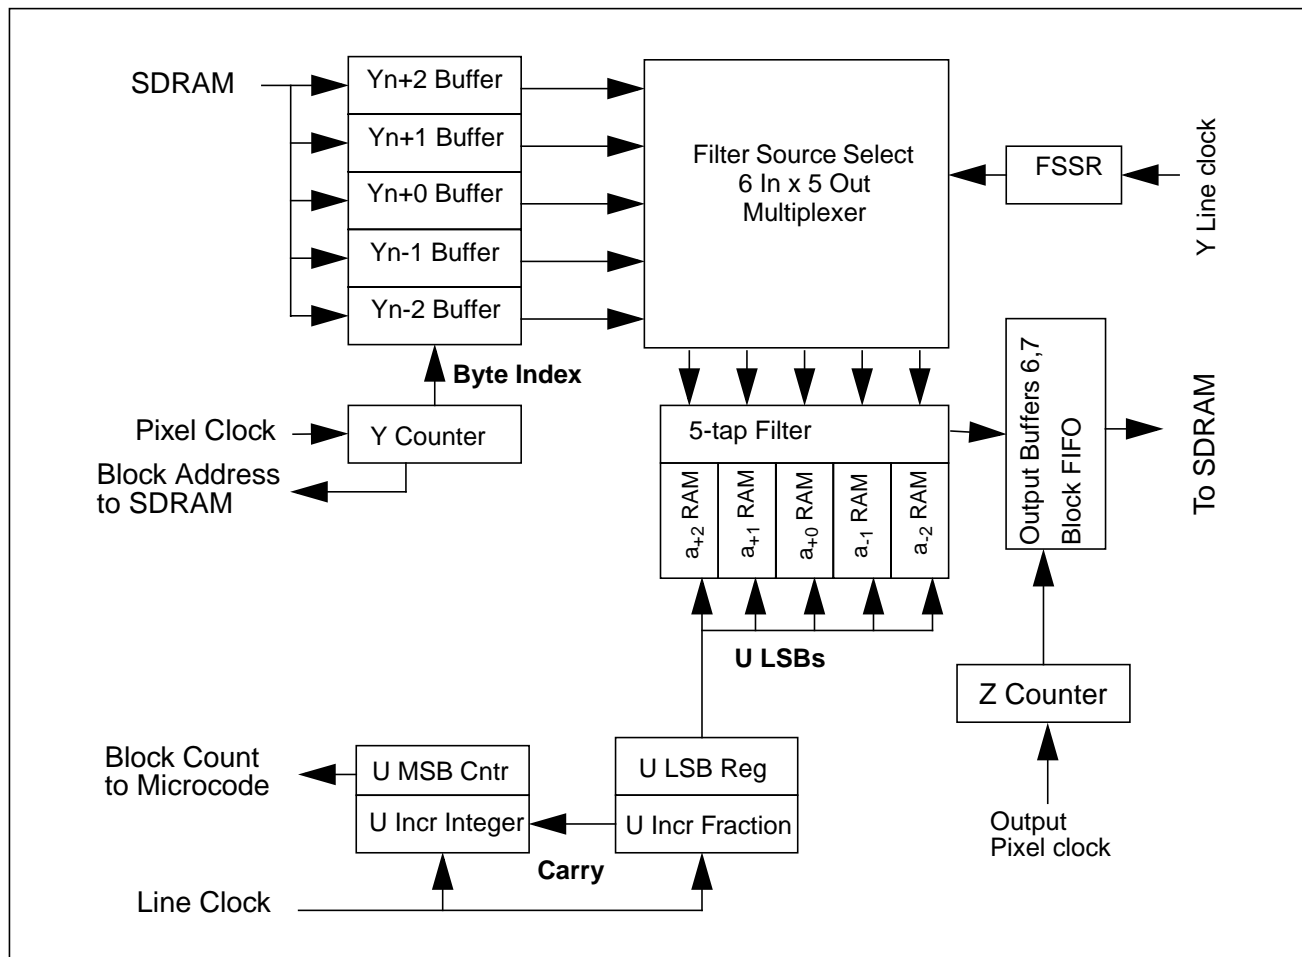 SDRAM
Yn+2 Buffer
Yn+1 Buffer
Yn+0 Buffer
Yn-1 Buffer
Yn-2 Buffer
Filter Source Select
6 In x 5 Out
Multiplexer
FSSR
Y Line clock
Byte Index
Pixel Clock
Y Counter
Block Address
to SDRAM
5-tap Filter
a+2 RAM
a+1 RAM
a+0 RAM
a-1 RAM
a-2 RAM
Output Buffers 6,7
Block FIFO
To SDRAM
U LSBs
Z Counter
Block Count
to Microcode
U MSB Cntr
U LSB Reg
U Incr Integer
U Incr Fraction
Carry
Output
Pixel clock
Line Clock